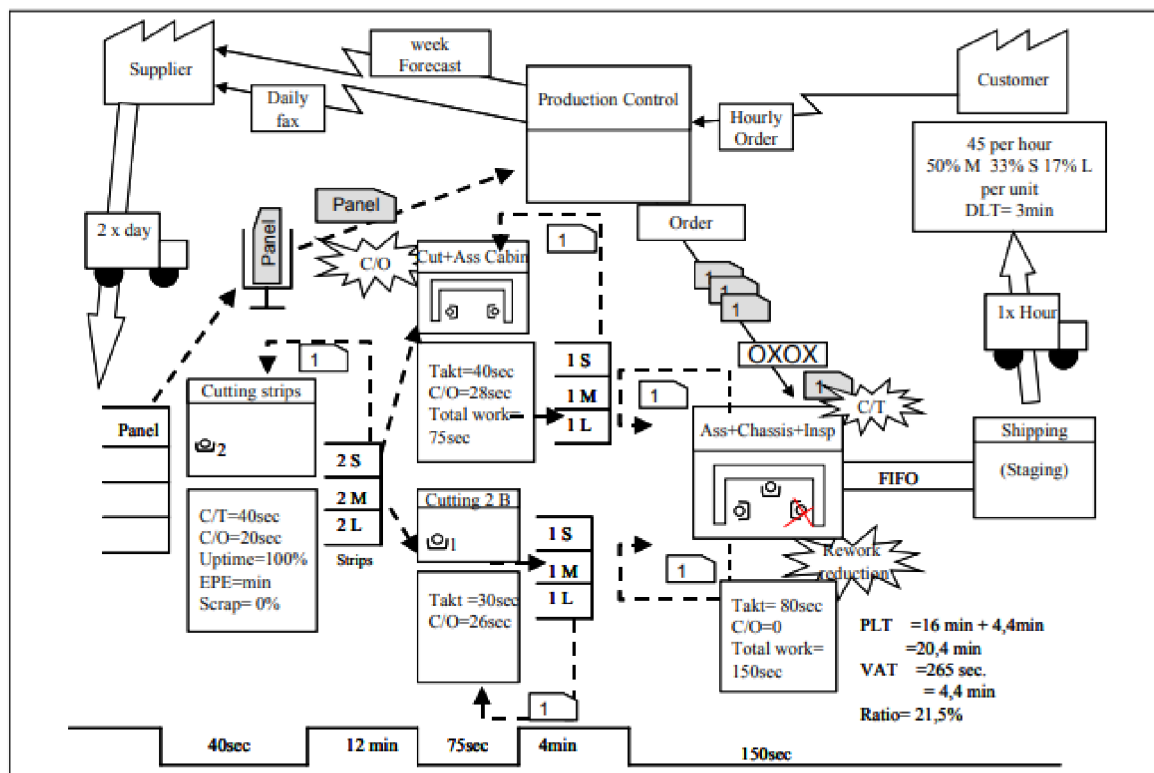 week
Forecast
Supplier
Daily
fax
Production Control
Customer
Hourly
Order
45 per hour
50% M 33% S 17% L
per unit
DLT= 3min
2 x day
Panel
Panel
C/O
1
Order
Cut+Ass Cabin
1
1
1
1x Hour
OXOX
1
C/T
1
Cutting strips
2
Takt=40sec
C/O=28sec
Total work=
75sec
1 S
1 M
1 L
1
Panel
Ass+Chassis+Insp
Shipping
(Staging)
FIFO
2 S
2 M
2 L
Strips
C/T=40sec
C/O=20sec
Uptime=100%
EPE=min
Scrap= 0%
Cutting 2 B
1
Takt =30sec
C/O=26sec
1 S
1 M
1 L
1
Rework
reduction
Takt= 80sec
C/O=0
Total work=
150sec
PLT =16 min + 4,4min
=20,4 min
VAT =265 sec.
= 4,4 min
Ratio= 21,5%
1
40sec
12 min
75sec
4min
150sec